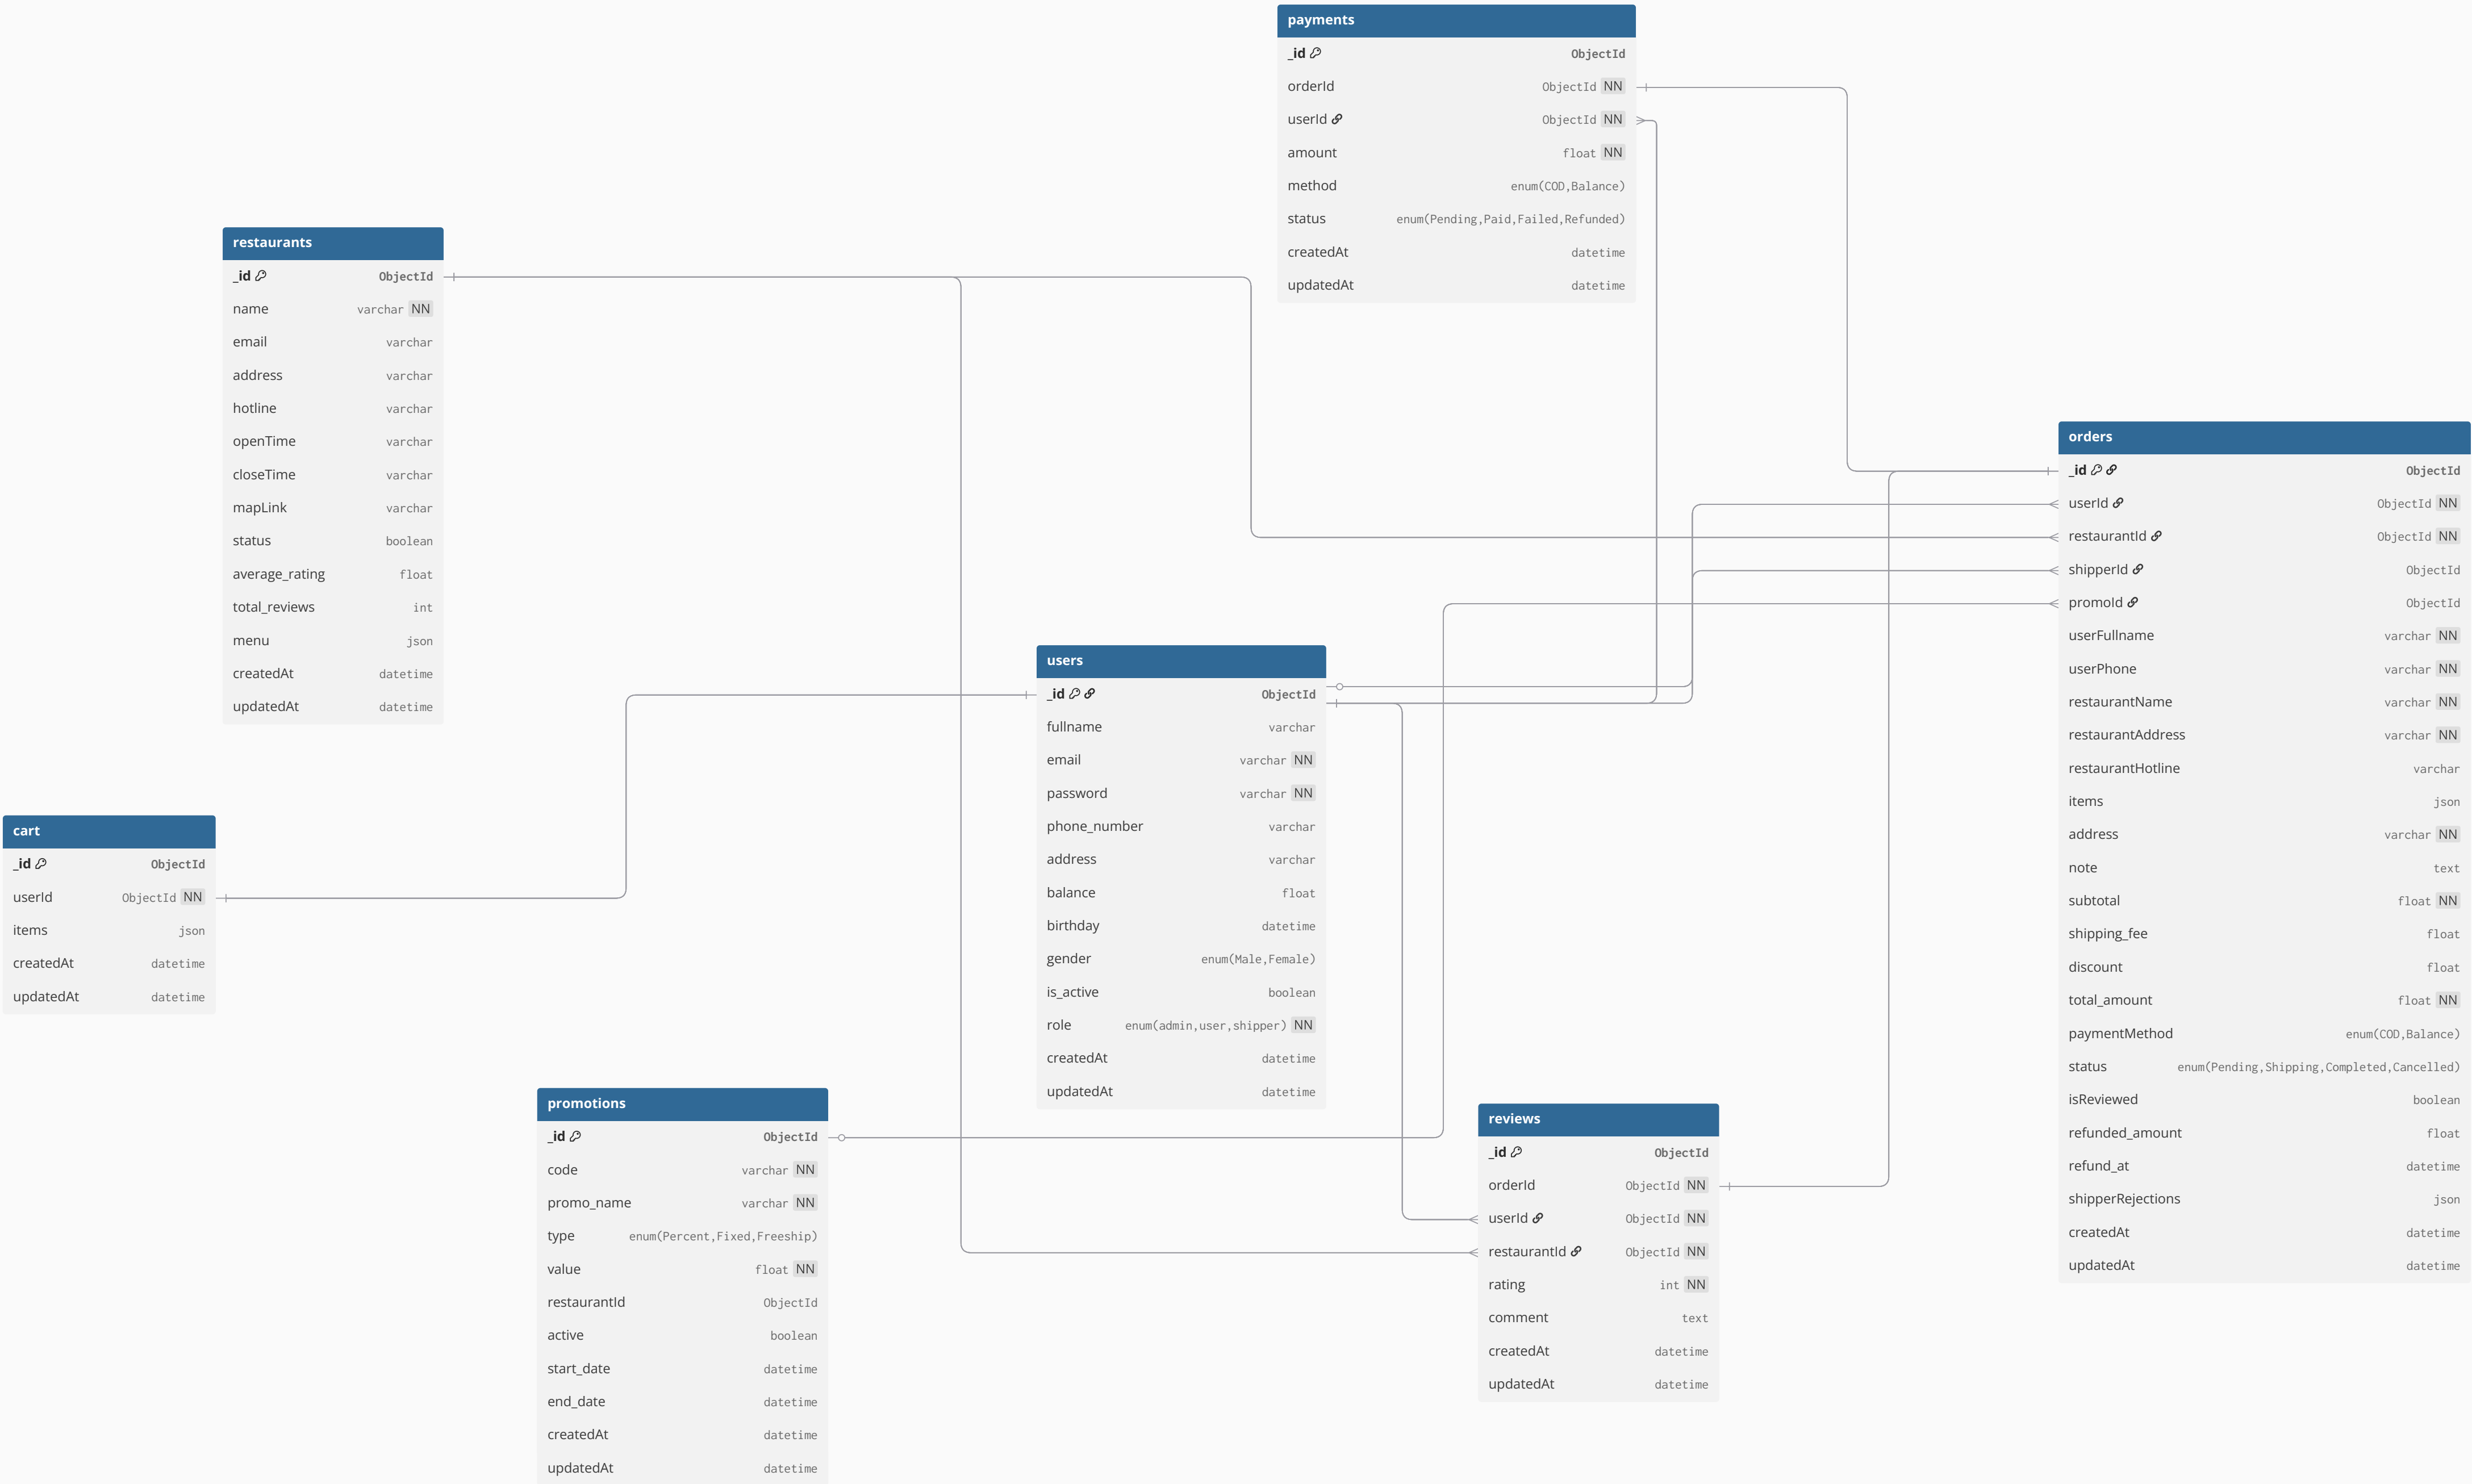 payments
_id ObjectId
orderId ObjectId NN
userId ObjectId NN
amount float NN
method enum(COD,Balance)
status enum(Pending,Paid,Failed,Refunded)
createdAt datetime
updatedAt datetime
restaurants
_id ObjectId
name varchar NN
email varchar
address varchar
hotline varchar
openTime varchar
closeTime varchar
mapLink varchar
status boolean
average_rating float
total_reviews int
menu json
createdAt datetime
updatedAt datetime
orders
_id ObjectId
userId ObjectId NN
restaurantId ObjectId NN
shipperId ObjectId
promoId ObjectId
userFullname varchar NN
userPhone varchar NN
restaurantName varchar NN
restaurantAddress varchar NN
restaurantHotline varchar
items json
address varchar NN
note text
subtotal float NN
shipping_fee float
discount float
total_amount float NN
paymentMethod enum(COD,Balance)
status enum(Pending,Shipping,Completed,Cancelled)
isReviewed boolean
refunded_amount float
refund_at datetime
shipperRejections json
createdAt datetime
updatedAt datetime
users
_id ObjectId
fullname varchar
email varchar NN
password varchar NN
phone_number varchar
address varchar
balance float
birthday datetime
gender enum(Male,Female)
is_active boolean
role enum(admin,user,shipper) NN
createdAt datetime
updatedAt datetime
cart
_id ObjectId
userId ObjectId NN
items json
createdAt datetime
updatedAt datetime
promotions
_id ObjectId
code varchar NN
promo_name varchar NN
type enum(Percent,Fixed,Freeship)
value float NN
restaurantId ObjectId
active boolean
start_date datetime
end_date datetime
createdAt datetime
updatedAt datetime
reviews
_id ObjectId
orderId ObjectId NN
userId ObjectId NN
restaurantId ObjectId NN
rating int NN
comment text
createdAt datetime
updatedAt datetime